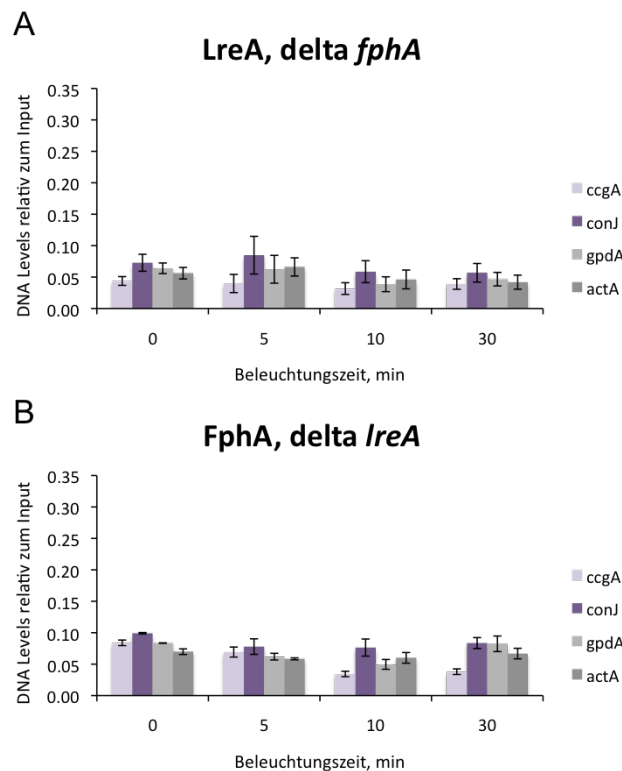 A
LreA, delta fphA
DNA Levels relativ zum Input
0.35
0.30
0.25
0.20
0.15
0.10
0.05
0.00
0 5 10 30
Beleuchtungszeit, min
ccgA
conJ
gpdA
actA
B
FphA, delta lreA
DNA Levels relativ zum Input
0.35
0.30
0.25
0.20
0.15
0.10
0.05
0.00
0 5 10 30
Beleuchtungszeit, min
ccgA
conJ
gpdA
actA